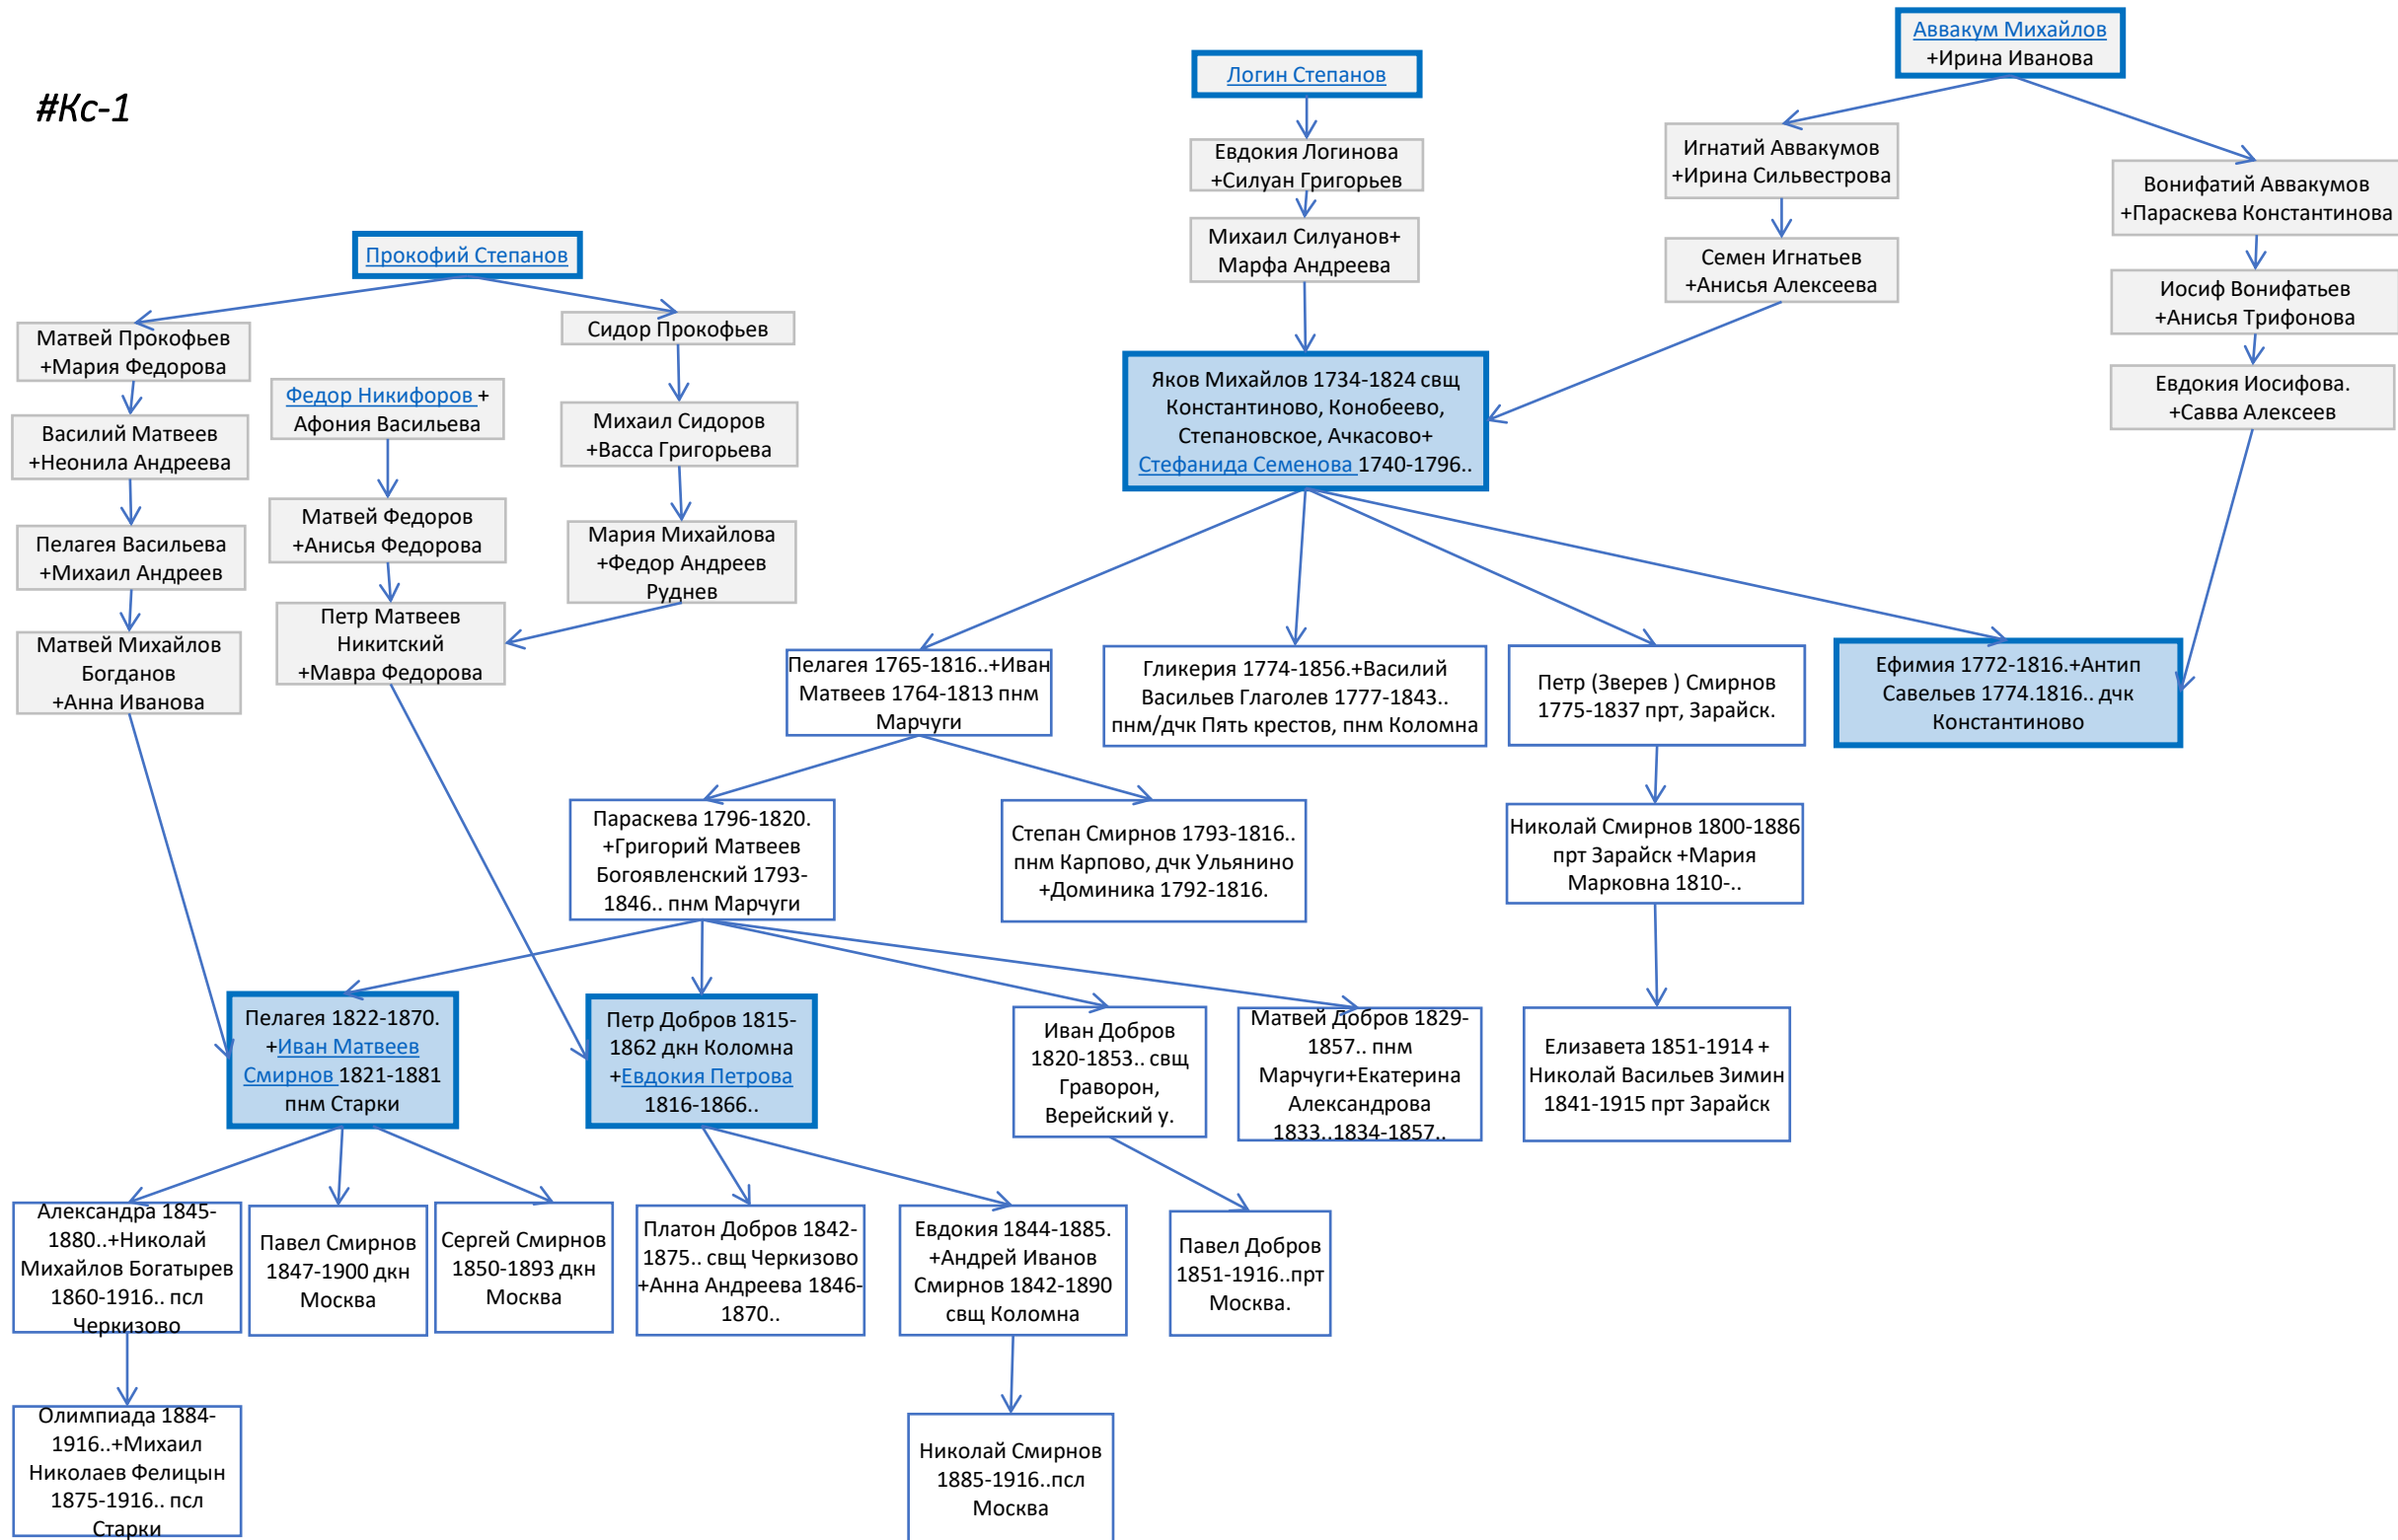 #Кс-1
Аввакум Михайлов
+Ирина Иванова
Логин Степанов
Евдокия Логинова
+Силуан Григорьев
Игнатий Аввакумов
+Ирина Сильвестрова
Вонифатий Аввакумов
+Параскева Константинова
Михаил Силуанов+
Марфа Андреева
Семен Игнатьев
+Анисья Алексеева
Иосиф Вонифатьев
+Анисья Трифонова
Евдокия Иосифова.
+Савва Алексеев
Прокофий Степанов
Матвей Прокофьев
+Мария Федорова
Сидор Прокофьев
Федор Никифоров +
Афония Васильева
Василий Матвеев
+Неонила Андреева
Михаил Сидоров
+Васса Григорьева
Яков Михайлов 1734-1824 свщ
Константиново, Конобеево,
Степановское, Ачкасово+
Стефанида Семенова 1740-1796..
Матвей Федоров
+Анисья Федорова
Пелагея Васильева
+Михаил Андреев
Мария Михайлова
+Федор Андреев
Руднев
Петр Матвеев
Никитский
+Мавра Федорова
Матвей Михайлов
Богданов
+Анна Иванова
Пелагея 1765-1816..+Иван
Матвеев 1764-1813 пнм
Марчуги
Гликерия 1774-1856.+Василий
Васильев Глаголев 1777-1843..
пнм/дчк Пять крестов, пнм Коломна
Петр (Зверев ) Смирнов
1775-1837 прт, Зарайск.
Ефимия 1772-1816.+Антип
Савельев 1774.1816.. дчк
Константиново
Параскева 1796-1820.
+Григорий Матвеев
Богоявленский 1793-
1846.. пнм Марчуги
Степан Смирнов 1793-1816..
пнм Карпово, дчк Ульянино
+Доминика 1792-1816.
Николай Смирнов 1800-1886
прт Зарайск +Мария
Марковна 1810-..
Пелагея 1822-1870.
+Иван Матвеев
Смирнов 1821-1881
пнм Старки
Петр Добров 1815-
1862 дкн Коломна
+Евдокия Петрова
1816-1866..
Иван Добров
1820-1853.. свщ
Граворон,
Верейский у.
Матвей Добров 1829-
1857.. пнм
Марчуги+Екатерина
Александрова
1833..1834-1857..
Елизавета 1851-1914 +
Николай Васильев Зимин
1841-1915 прт Зарайск
Александра 1845-
1880..+Николай
Михайлов Богатырев
1860-1916.. псл
Черкизово
Павел Смирнов
1847-1900 дкн
Москва
Сергей Смирнов
1850-1893 дкн
Москва
Платон Добров 1842-
1875.. свщ Черкизово
+Анна Андреева 1846-
1870..
Евдокия 1844-1885.
+Андрей Иванов
Смирнов 1842-1890
свщ Коломна
Павел Добров
1851-1916..прт
Москва.
Олимпиада 1884-
1916..+Михаил
Николаев Фелицын
1875-1916.. псл
Старки
Николай Смирнов
1885-1916..псл
Москва